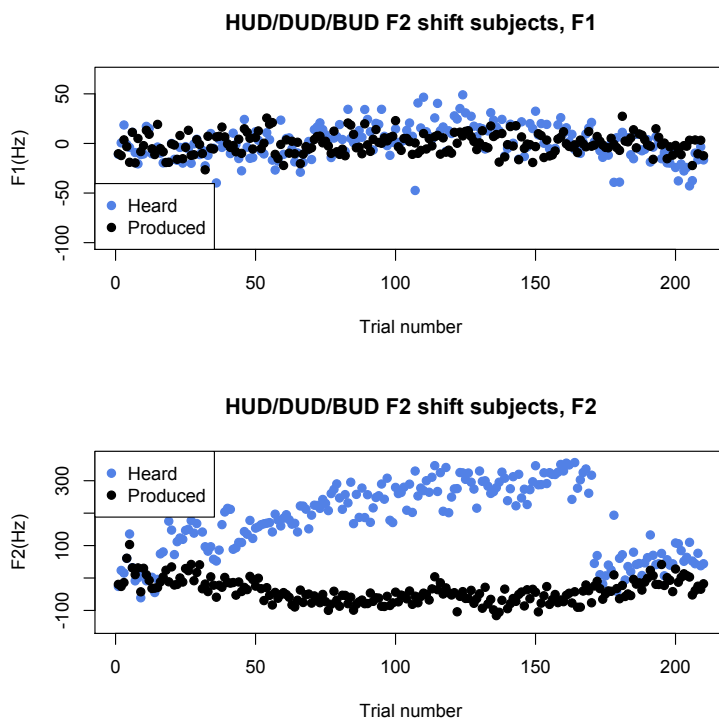 HUD/DUD/BUD F2 shift subjects, F1
F1(Hz)
50
0
-50
-100
Heard
Produced
0 50 100 150 200
Trial number
HUD/DUD/BUD F2 shift subjects, F2
F2(Hz)
300
100
-100
Heard
Produced
0 50 100 150 200
Trial number